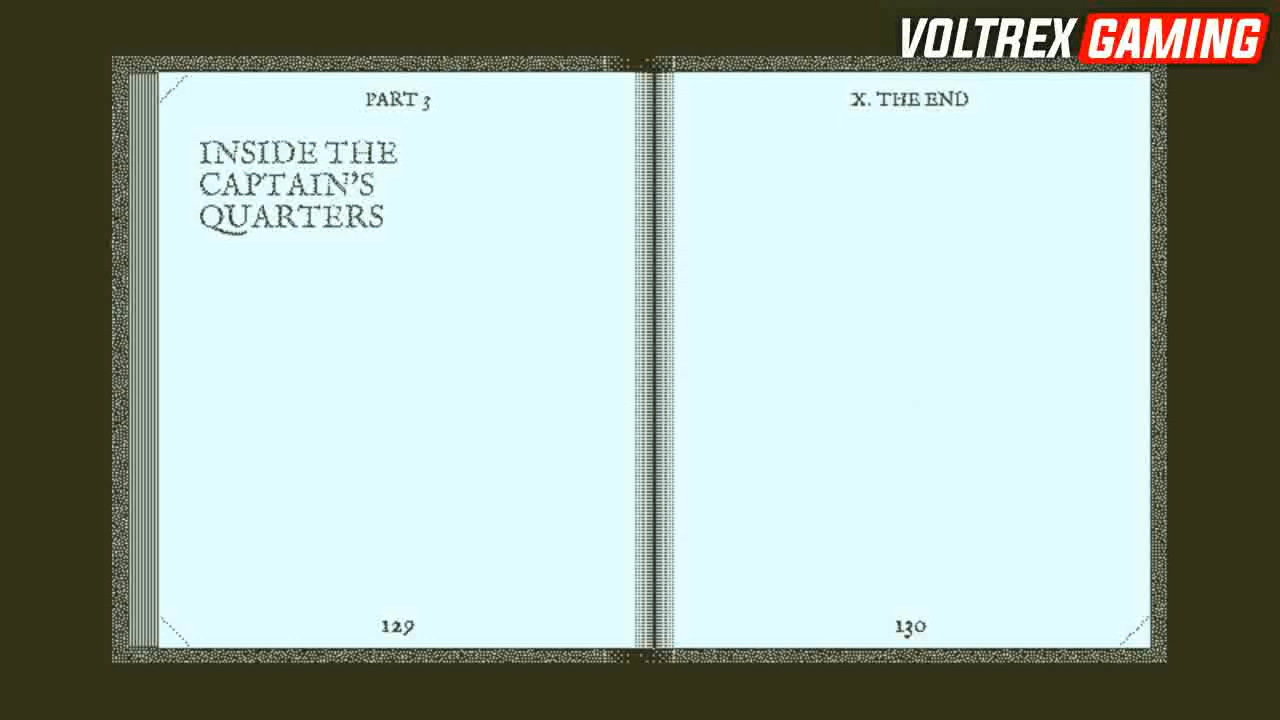 VOLTREX GAMING
PART 3
X. THE END
INSIDE THE
CAPTAIN'S
QUARTERS
129
130